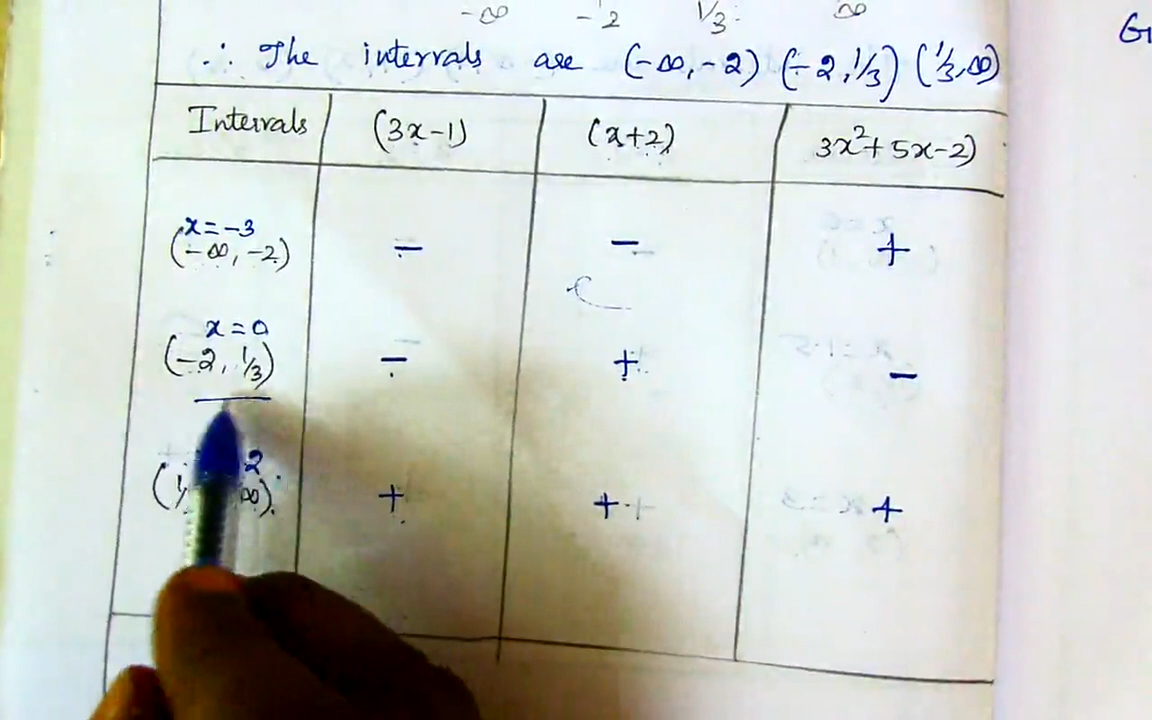 -∞ -2 1/3 ∞
∴ The intervals are (-∞, -2) (-2, 1/3) (1/3, ∞)
Intervals (3x-1) (x+2) 3x²+5x-2)
x=-3
(-∞, -2) - - +
x=0
(-2, 1/3) - + -
2
∞) + + +